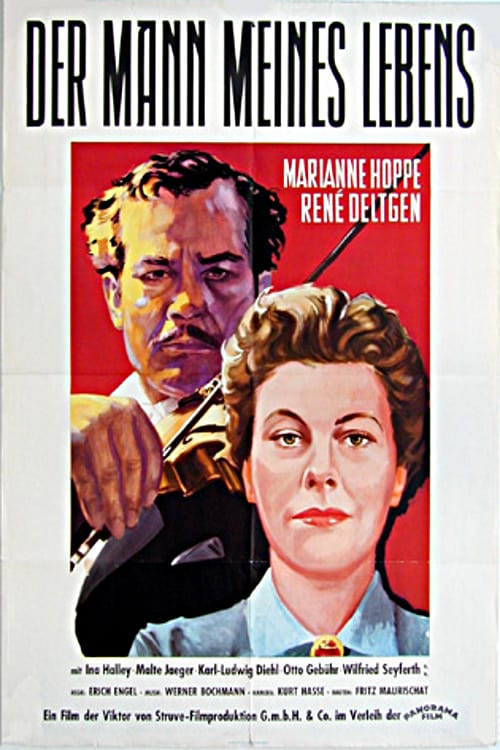 DER MANN MEINES LEBENS
MARIANNE HOPPE
RENÉ DELTGEN
mit Ina Halley·Malte Jaeger·Karl-Ludwig Diehl·Otto Gebühr·Wilfried Seyferth
REGIE: ERICH ENGEL · MUSIK: WERNER BOCHMANN · KAMERA: KURT HASSE · BAUTEN: FRITZ MAURISCHAT
Ein Film der Viktor von Struve-Filmproduktion G.m.b.H. & Co. im Verleih der PANORAMA FILM